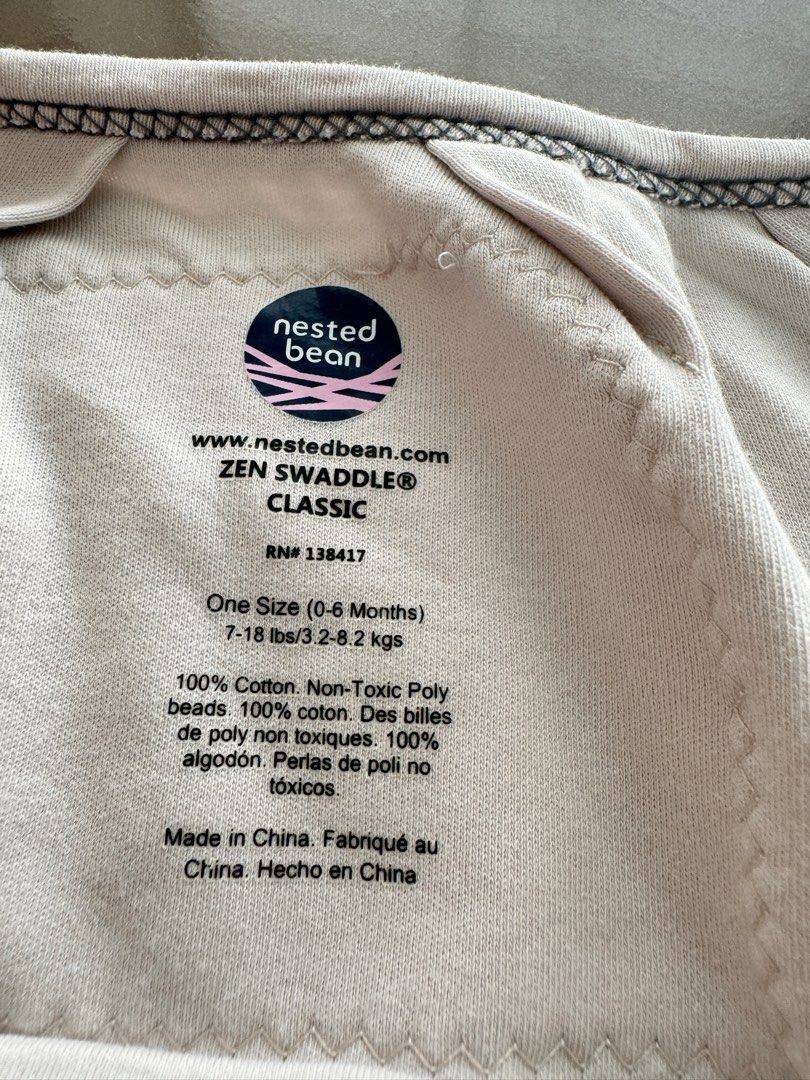 nested
bean
www.nestedbean.com
ZEN SWADDLE®
CLASSIC
RN# 138417
One Size (0-6 Months)
7-18 lbs/3.2-8.2 kgs
100% Cotton. Non-Toxic Poly
beads. 100% coton. Des billes
de poly non toxiques. 100%
algodón. Perlas de poli no
tóxicos.
Made in China. Fabriqué au
China. Hecho en China